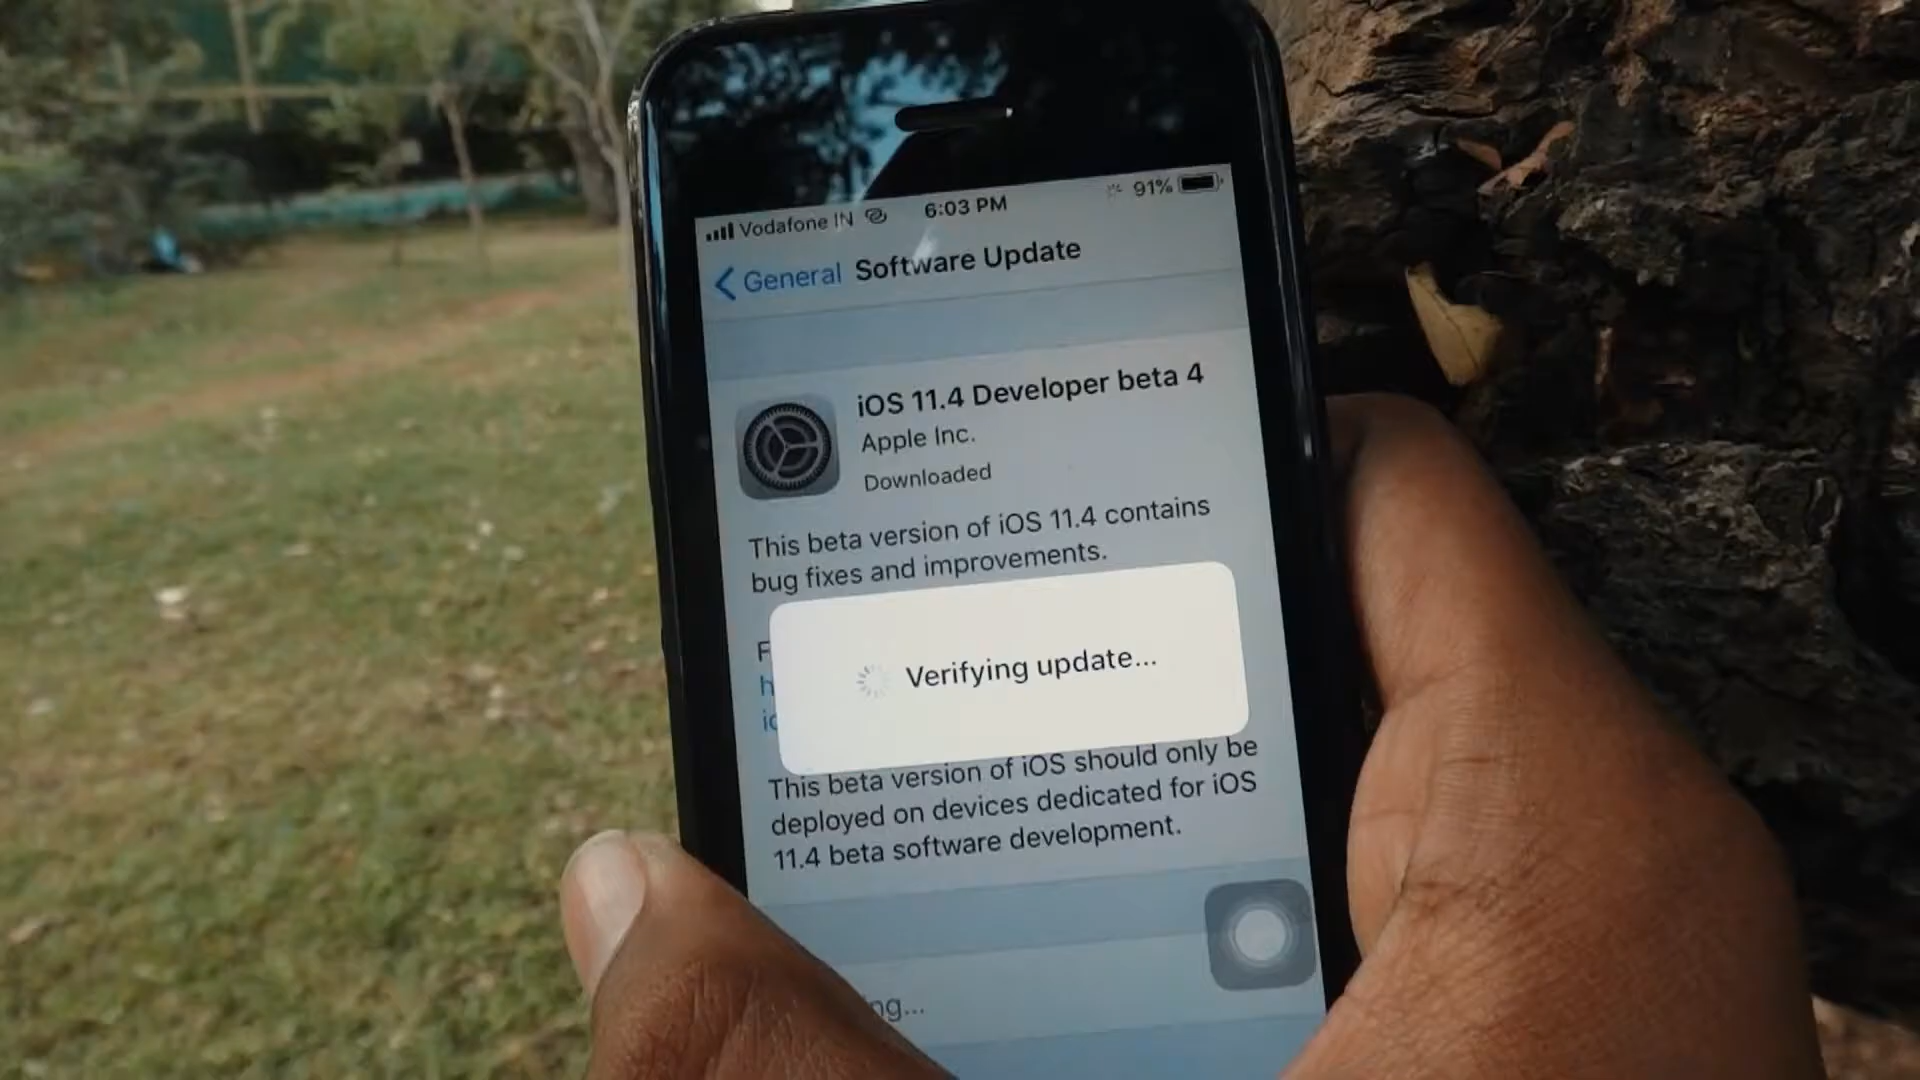 Vodafone IN 6:03 PM 91%
General Software Update
iOS 11.4 Developer beta 4
Apple Inc.
Downloaded
This beta version of iOS 11.4 contains
bug fixes and improvements.
Verifying update...
This beta version of iOS should only be
deployed on devices dedicated for iOS
11.4 beta software development.